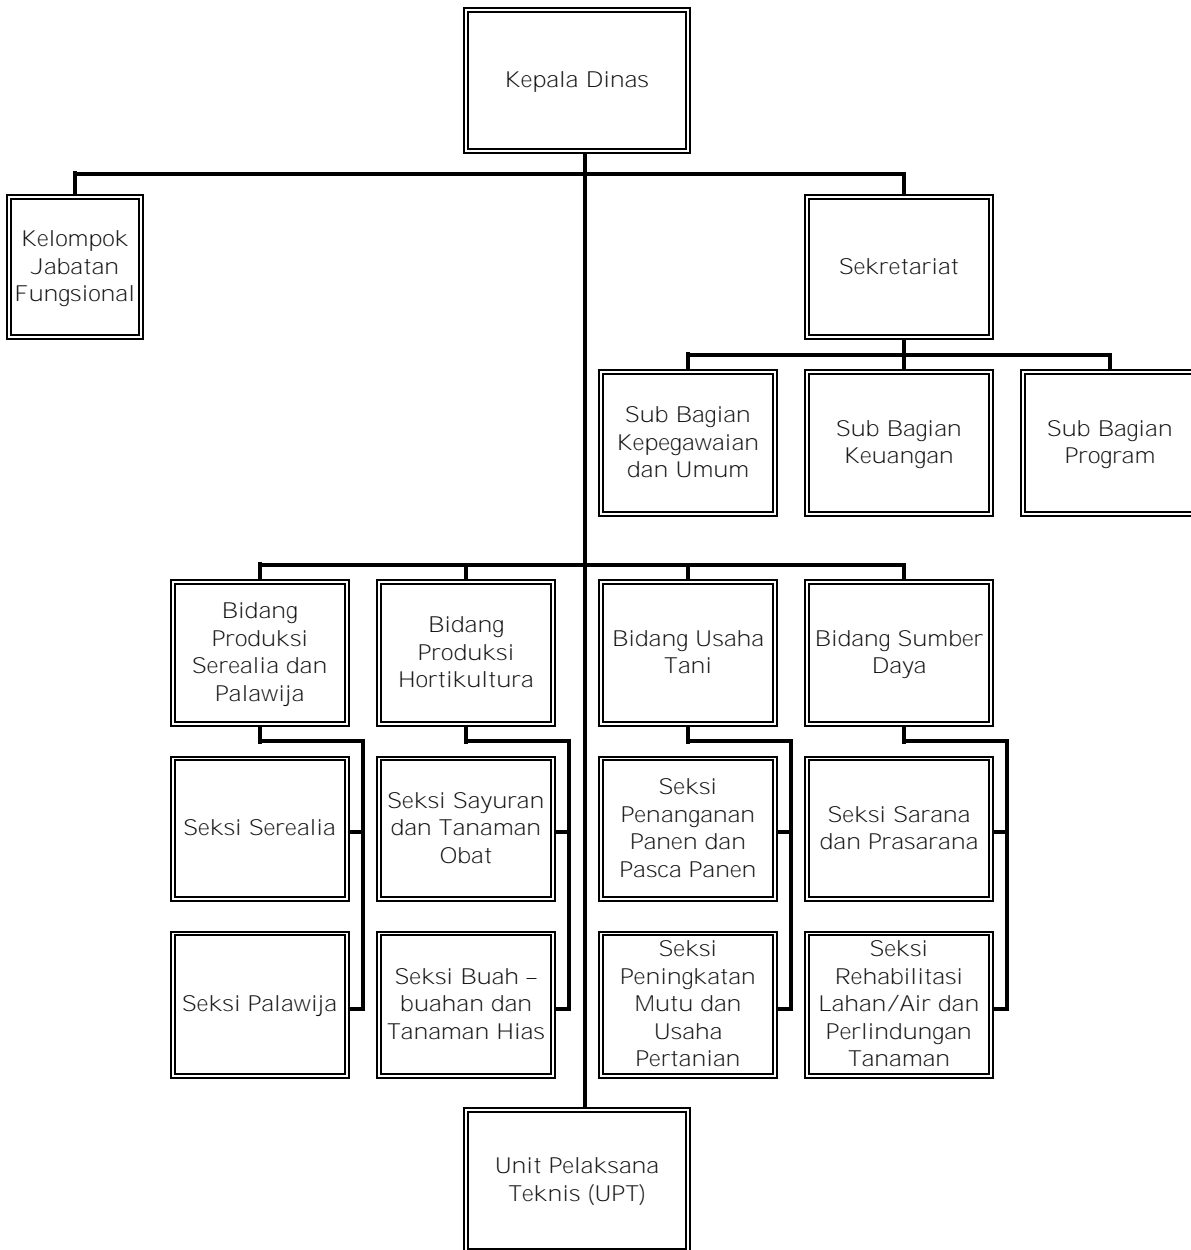 Kepala Dinas
Kelompok
Jabatan
Fungsional
Sekretariat
Sub Bagian
Kepegawaian
dan Umum
Sub Bagian
Keuangan
Sub Bagian
Program
Bidang
Produksi
Serealia dan
Palawija
Bidang
Produksi
Hortikultura
Bidang Usaha
Tani
Bidang Sumber
Daya
Seksi Serealia
Seksi Sayuran
dan Tanaman
Obat
Seksi
Penanganan
Panen dan
Pasca Panen
Seksi Sarana
dan Prasarana
Seksi Palawija
Seksi Buah –
buahan dan
Tanaman Hias
Seksi
Peningkatan
Mutu dan
Usaha
Pertanian
Seksi
Rehabilitasi
Lahan/Air dan
Perlindungan
Tanaman
Unit Pelaksana
Teknis (UPT)